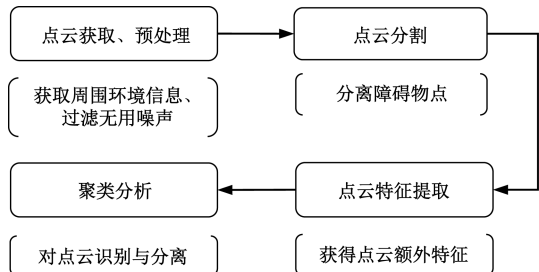 点云获取、预处理
点云分割
获取周围环境信息、
过滤无用噪声
分离障碍物点
聚类分析
点云特征提取
对点云识别与分离
获得点云额外特征